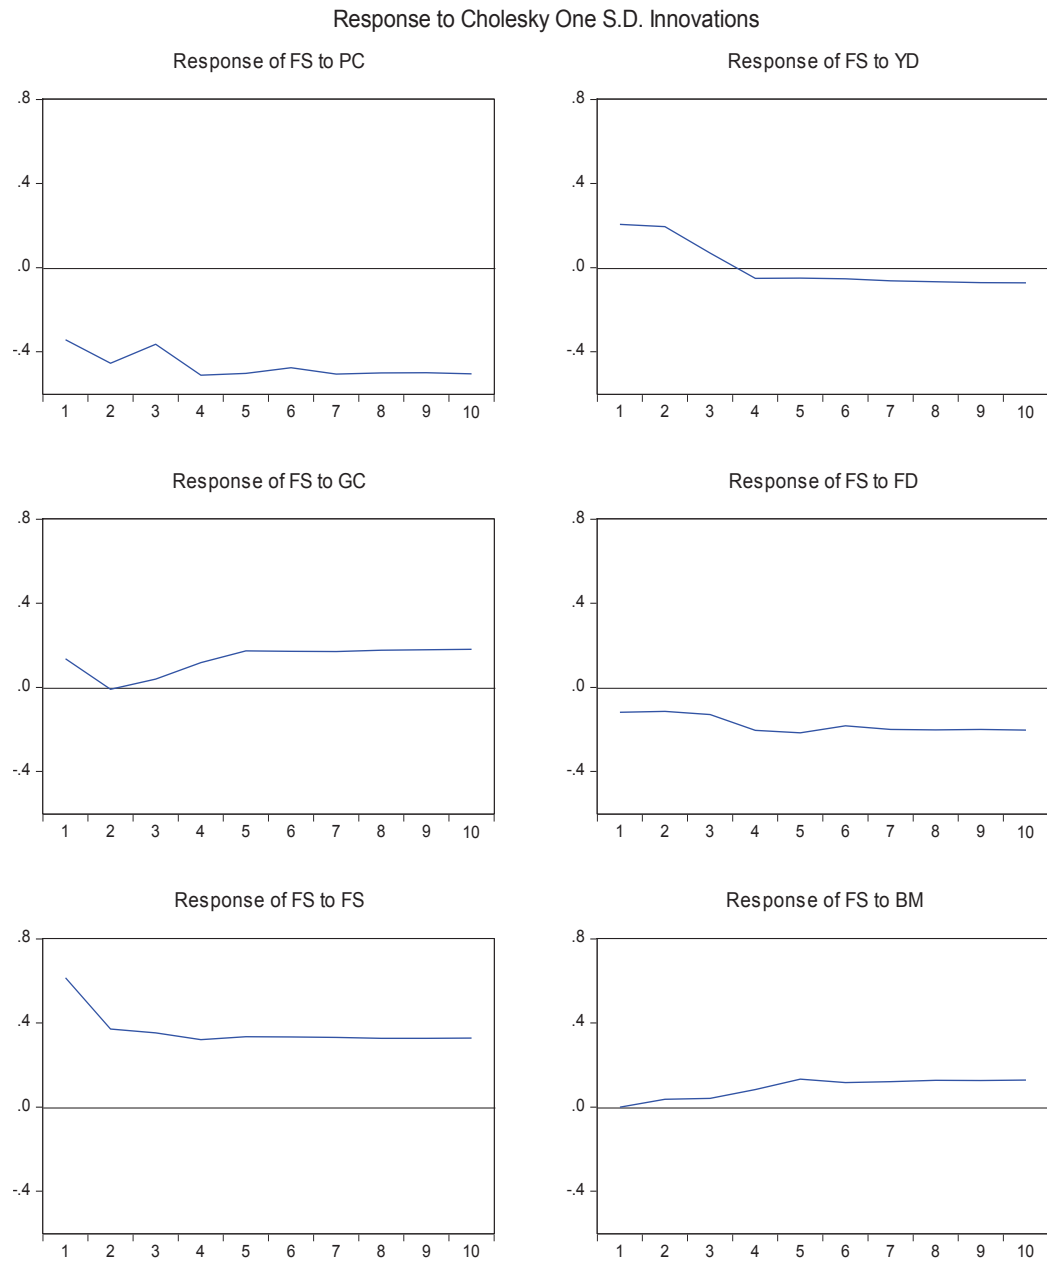 Response to Cholesky One S.D. Innovations
Response of FS to PC
.8
.4
.0
-.4
1 2 3 4 5 6 7 8 9 10
Response of FS to YD
.8
.4
.0
-.4
1 2 3 4 5 6 7 8 9 10
Response of FS to GC
.8
.4
.0
-.4
1 2 3 4 5 6 7 8 9 10
Response of FS to FD
.8
.4
.0
-.4
1 2 3 4 5 6 7 8 9 10
Response of FS to FS
.8
.4
.0
-.4
1 2 3 4 5 6 7 8 9 10
Response of FS to BM
.8
.4
.0
-.4
1 2 3 4 5 6 7 8 9 10